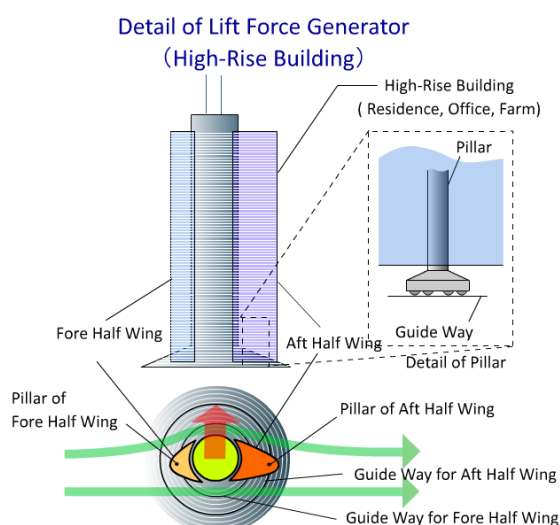 Detail of Lift Force Generator
(High-Rise Building)
High-Rise Building
( Residence, Office, Farm)
Pillar
Guide Way
Detail of Pillar
Fore Half Wing
Aft Half Wing
Pillar of
Fore Half Wing
Pillar of Aft Half Wing
Guide Way for Aft Half Wing
Guide Way for Fore Half Wing